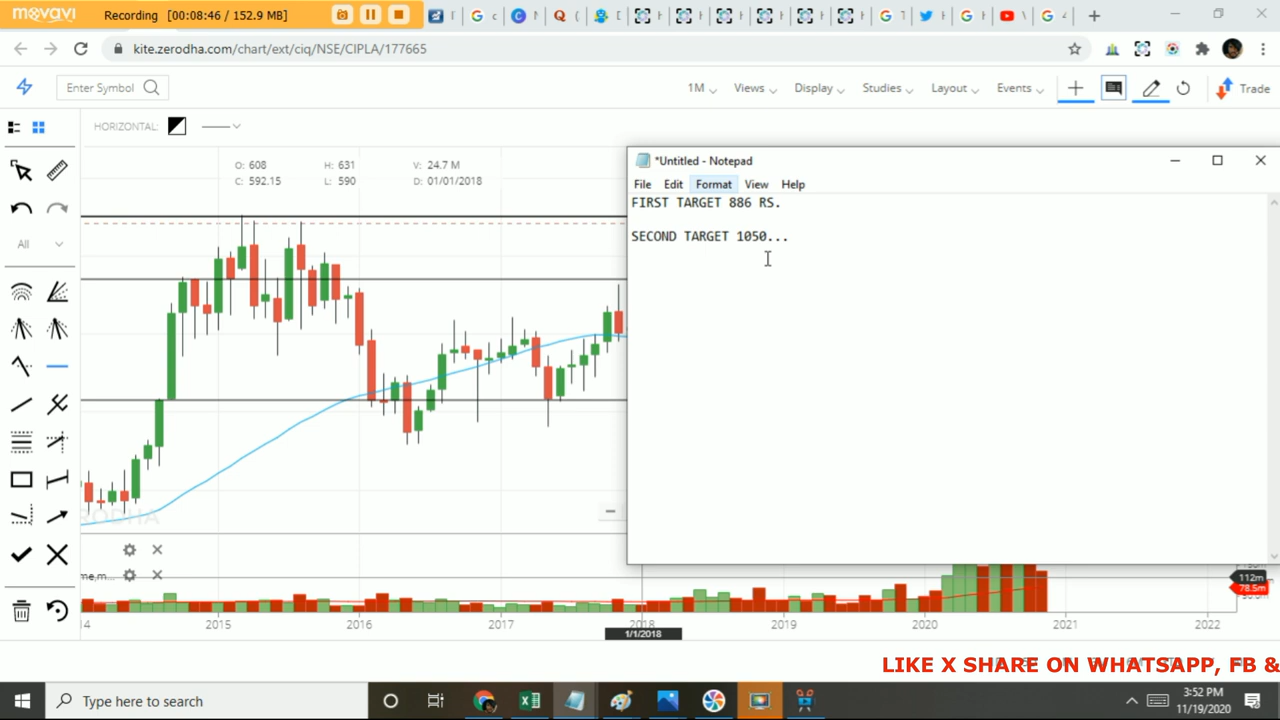 movavi
Recording [00:08:46 / 152.9 MB]
kite.zerodha.com/chart/ext/ciq/NSE/CIPLA/177665
Enter Symbol
1M
Views
Display
Studies
Layout
Events
Trade
HORIZONTAL:
O: 608
H: 631
V: 24.7 M
C: 592.15
L: 590
D: 01/01/2018
*Untitled - Notepad
File Edit Format View Help
FIRST TARGET 886 RS.
SECOND TARGET 1050...
All
RODHA
112m
78.5m
14 2015 2016 2017 2018 2019 2020 2021 2022
1/1/2018
LIKE X SHARE ON WHATSAPP, FB &
Type here to search
3:52 PM
11/19/2020